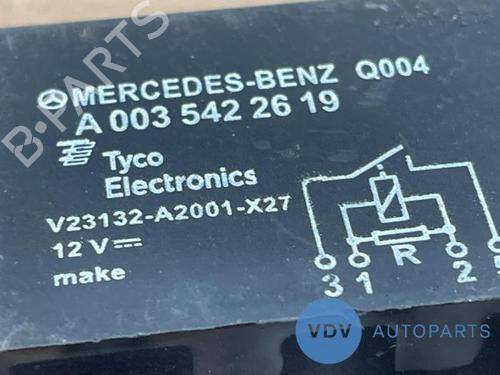 MERCEDES-BENZ Q004
A 003 542 26 19
Tyco
Electronics
V23132-A2001-X27
12 V
make
R
3 1 2 5
B-PARTS
VDV AUTOPARTS